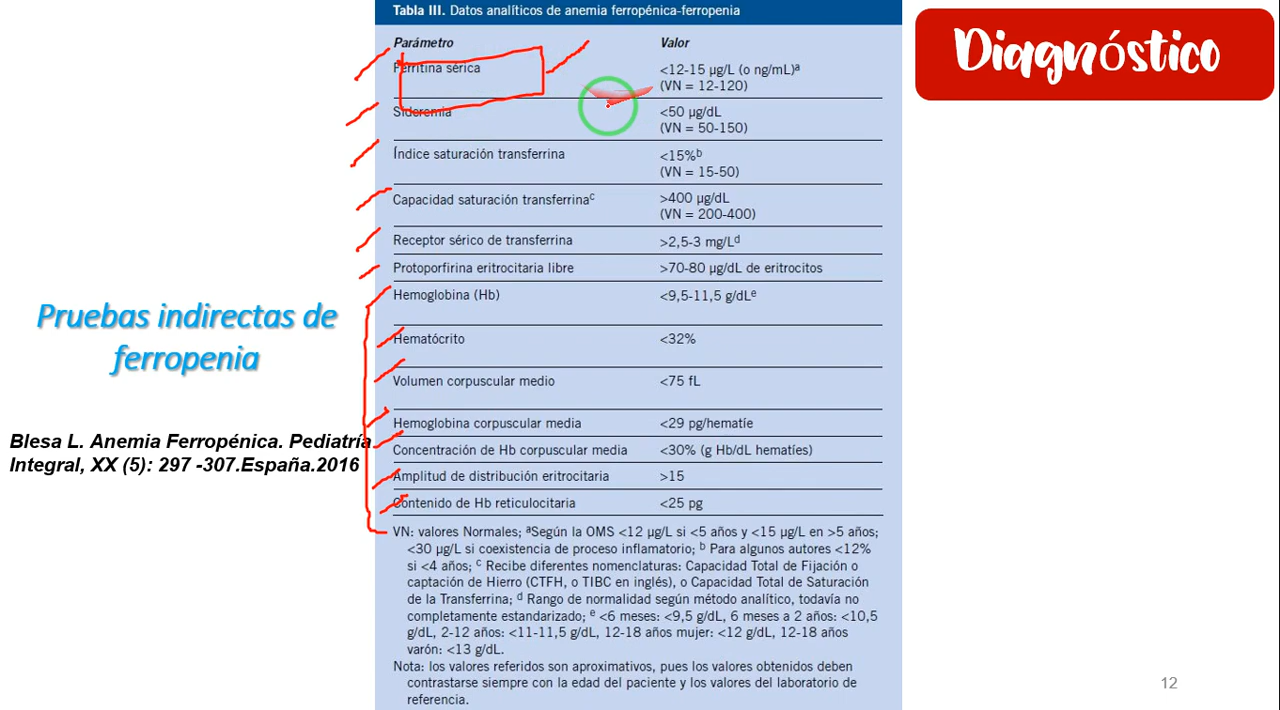 Diagnóstico
Tabla III. Datos analíticos de anemia ferropénica-ferropenia
Parámetro Valor
Ferritina sérica <12-15 µg/L (o ng/mL)ª
(VN = 12-120)
Sideremia <50 µg/dL
(VN = 50-150)
Índice saturación transferrina <15%ᵇ
(VN = 15-50)
Capacidad saturación transferrinaᶜ >400 µg/dL
(VN = 200-400)
Receptor sérico de transferrina >2,5-3 mg/Lᵈ
Protoporfirina eritrocitaria libre >70-80 µg/dL de eritrocitos
Hemoglobina (Hb) <9,5-11,5 g/dLᵉ
Hematócrito <32%
Volumen corpuscular medio <75 fL
Hemoglobina corpuscular media <29 pg/hematíe
Concentración de Hb corpuscular media <30% (g Hb/dL hematíes)
Amplitud de distribución eritrocitaria >15
Contenido de Hb reticulocitaria <25 pg
VN: valores Normales; ªSegún la OMS <12 µg/L si <5 años y <15 µg/L en >5 años;
<30 µg/L si coexistencia de proceso inflamatorio; ᵇ Para algunos autores <12%
si <4 años; ᶜ Recibe diferentes nomenclaturas: Capacidad Total de Fijación o
captación de Hierro (CTFH, o TIBC en inglés), o Capacidad Total de Saturación
de la Transferrina; ᵈ Rango de normalidad según método analítico, todavía no
completamente estandarizado; ᵉ <6 meses: <9,5 g/dL, 6 meses a 2 años: <10,5
g/dL, 2-12 años: <11-11,5 g/dL, 12-18 años mujer: <12 g/dL, 12-18 años
varón: <13 g/dL.
Nota: los valores referidos son aproximativos, pues los valores obtenidos deben
contrastarse siempre con la edad del paciente y los valores del laboratorio de
referencia.
Pruebas indirectas de
ferropenia
Blesa L. Anemia Ferropénica. Pediatría
Integral, XX (5): 297 -307.España.2016
12